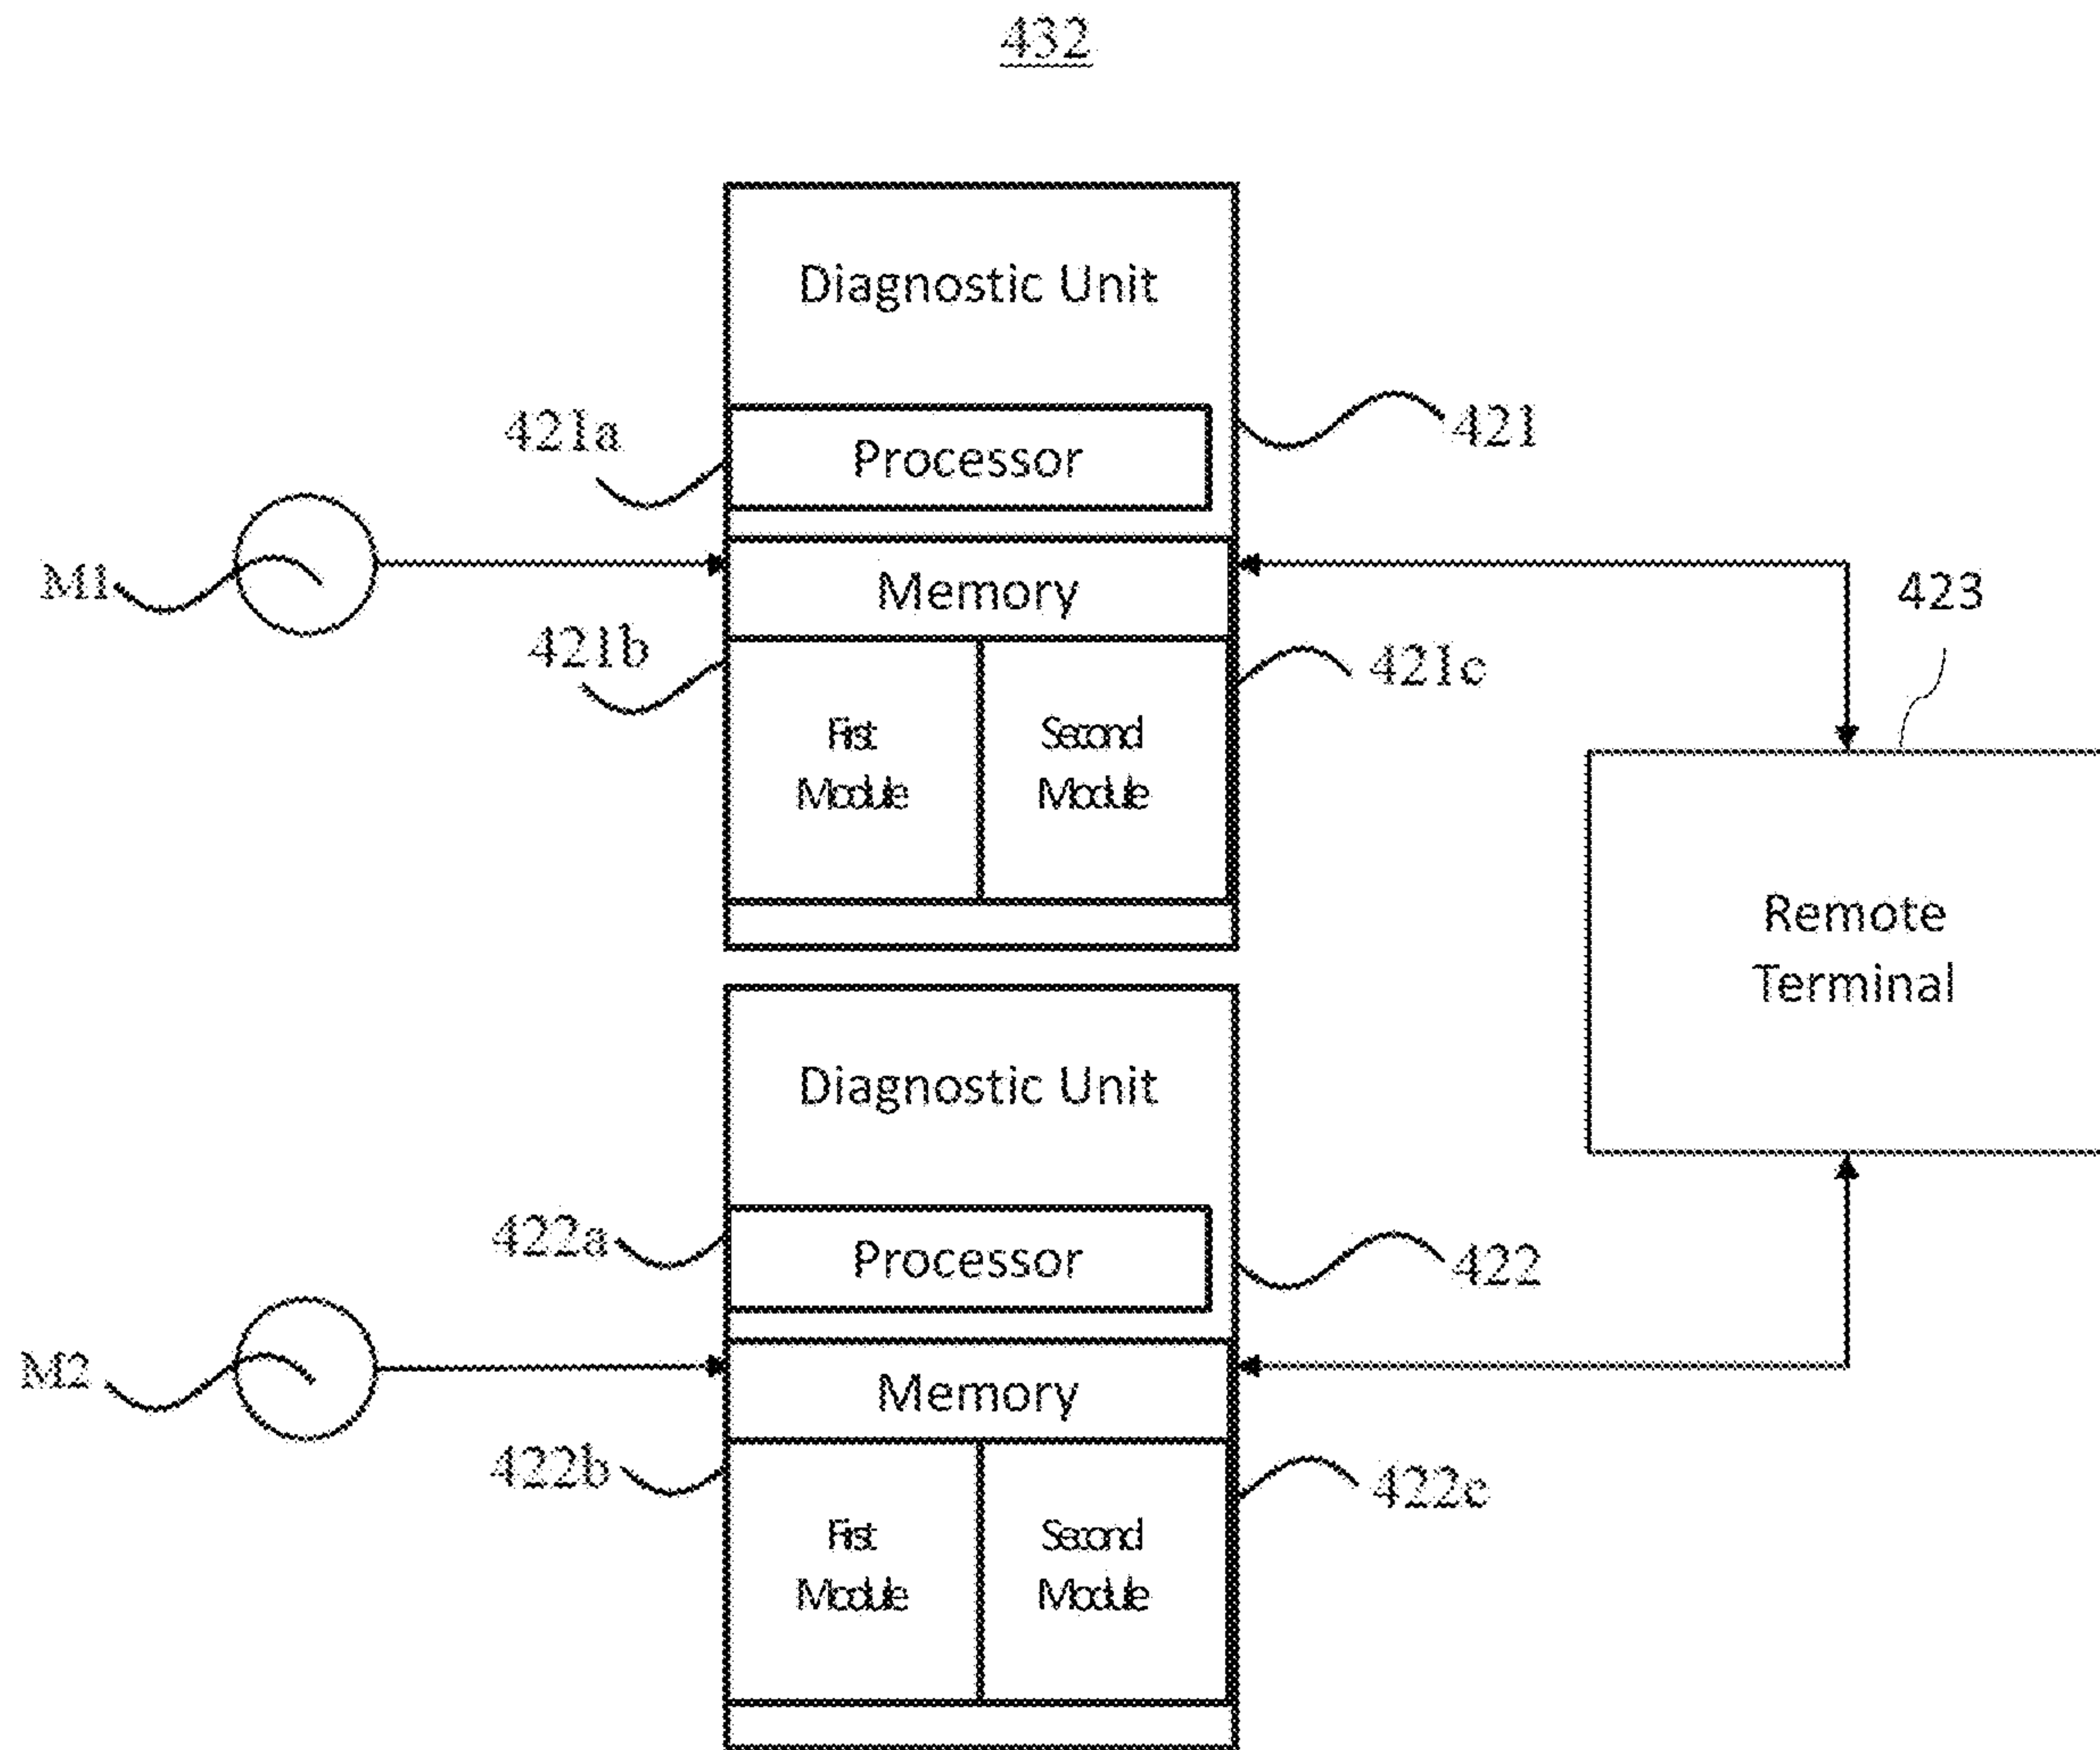 432
Diagnostic Unit
421a
Processor
421
M1
Memory
423
421b
421c
First
Module
Second
Module
Remote
Terminal
Diagnostic Unit
422a
Processor
422
M2
Memory
422b
422c
First
Module
Second
Module